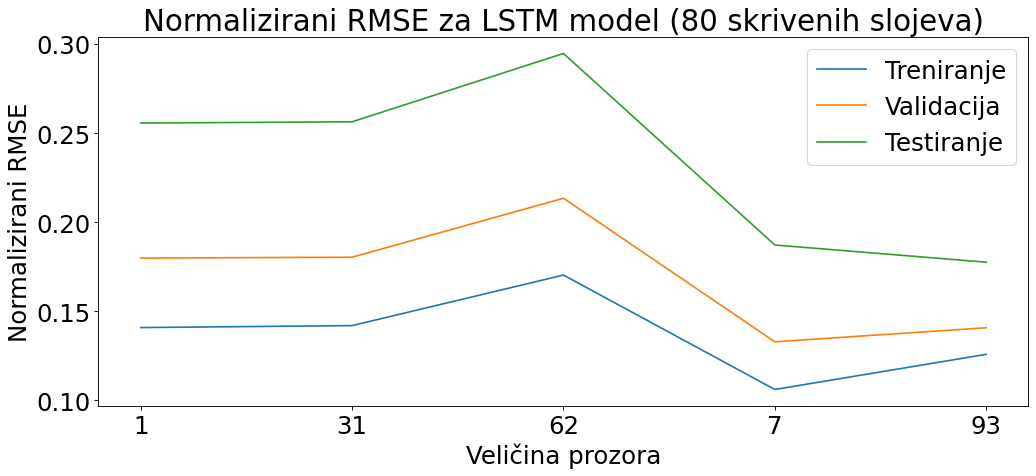 Normalizirani RMSE za LSTM model (80 skrivenih slojeva)
Normalizirani RMSE
0.30
0.25
0.20
0.15
0.10
Treniranje
Validacija
Testiranje
1 31 62 7 93
Veličina prozora